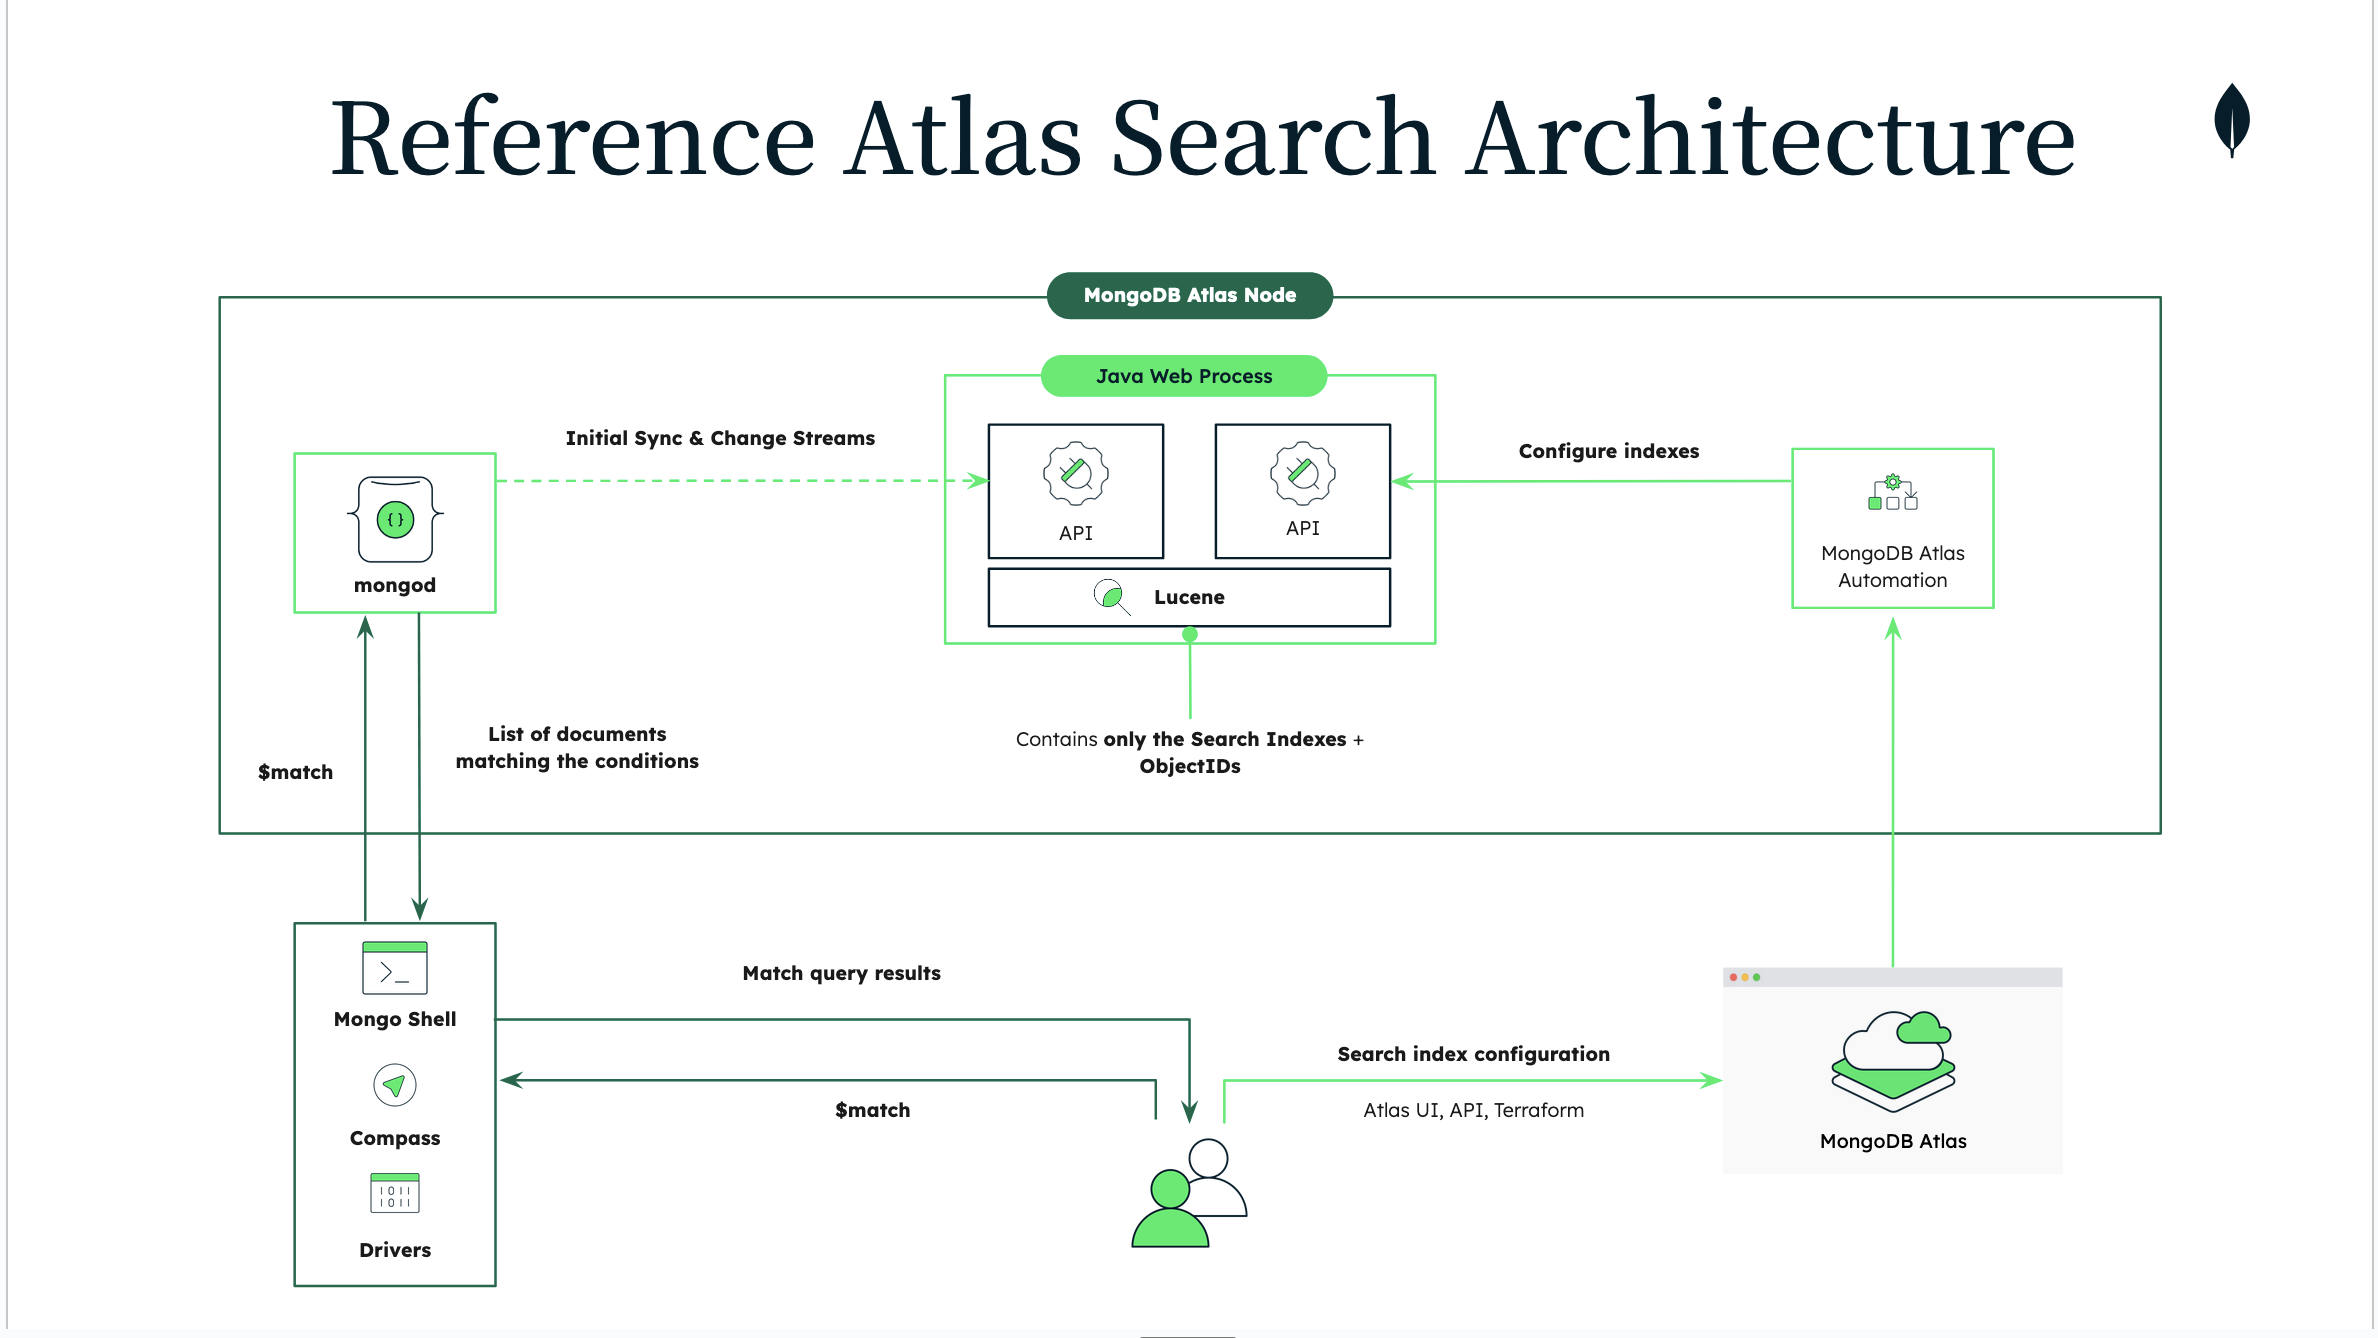 Reference Atlas Search Architecture
MongoDB Atlas Node
Java Web Process
Initial Sync & Change Streams
Configure indexes
{ }
mongod
API
API
Lucene
MongoDB Atlas
Automation
$match
List of documents
matching the conditions
Contains only the Search Indexes +
ObjectIDs
>_
Mongo Shell
Compass
1011
1011
Drivers
Match query results
$match
Search index configuration
Atlas UI, API, Terraform
MongoDB Atlas